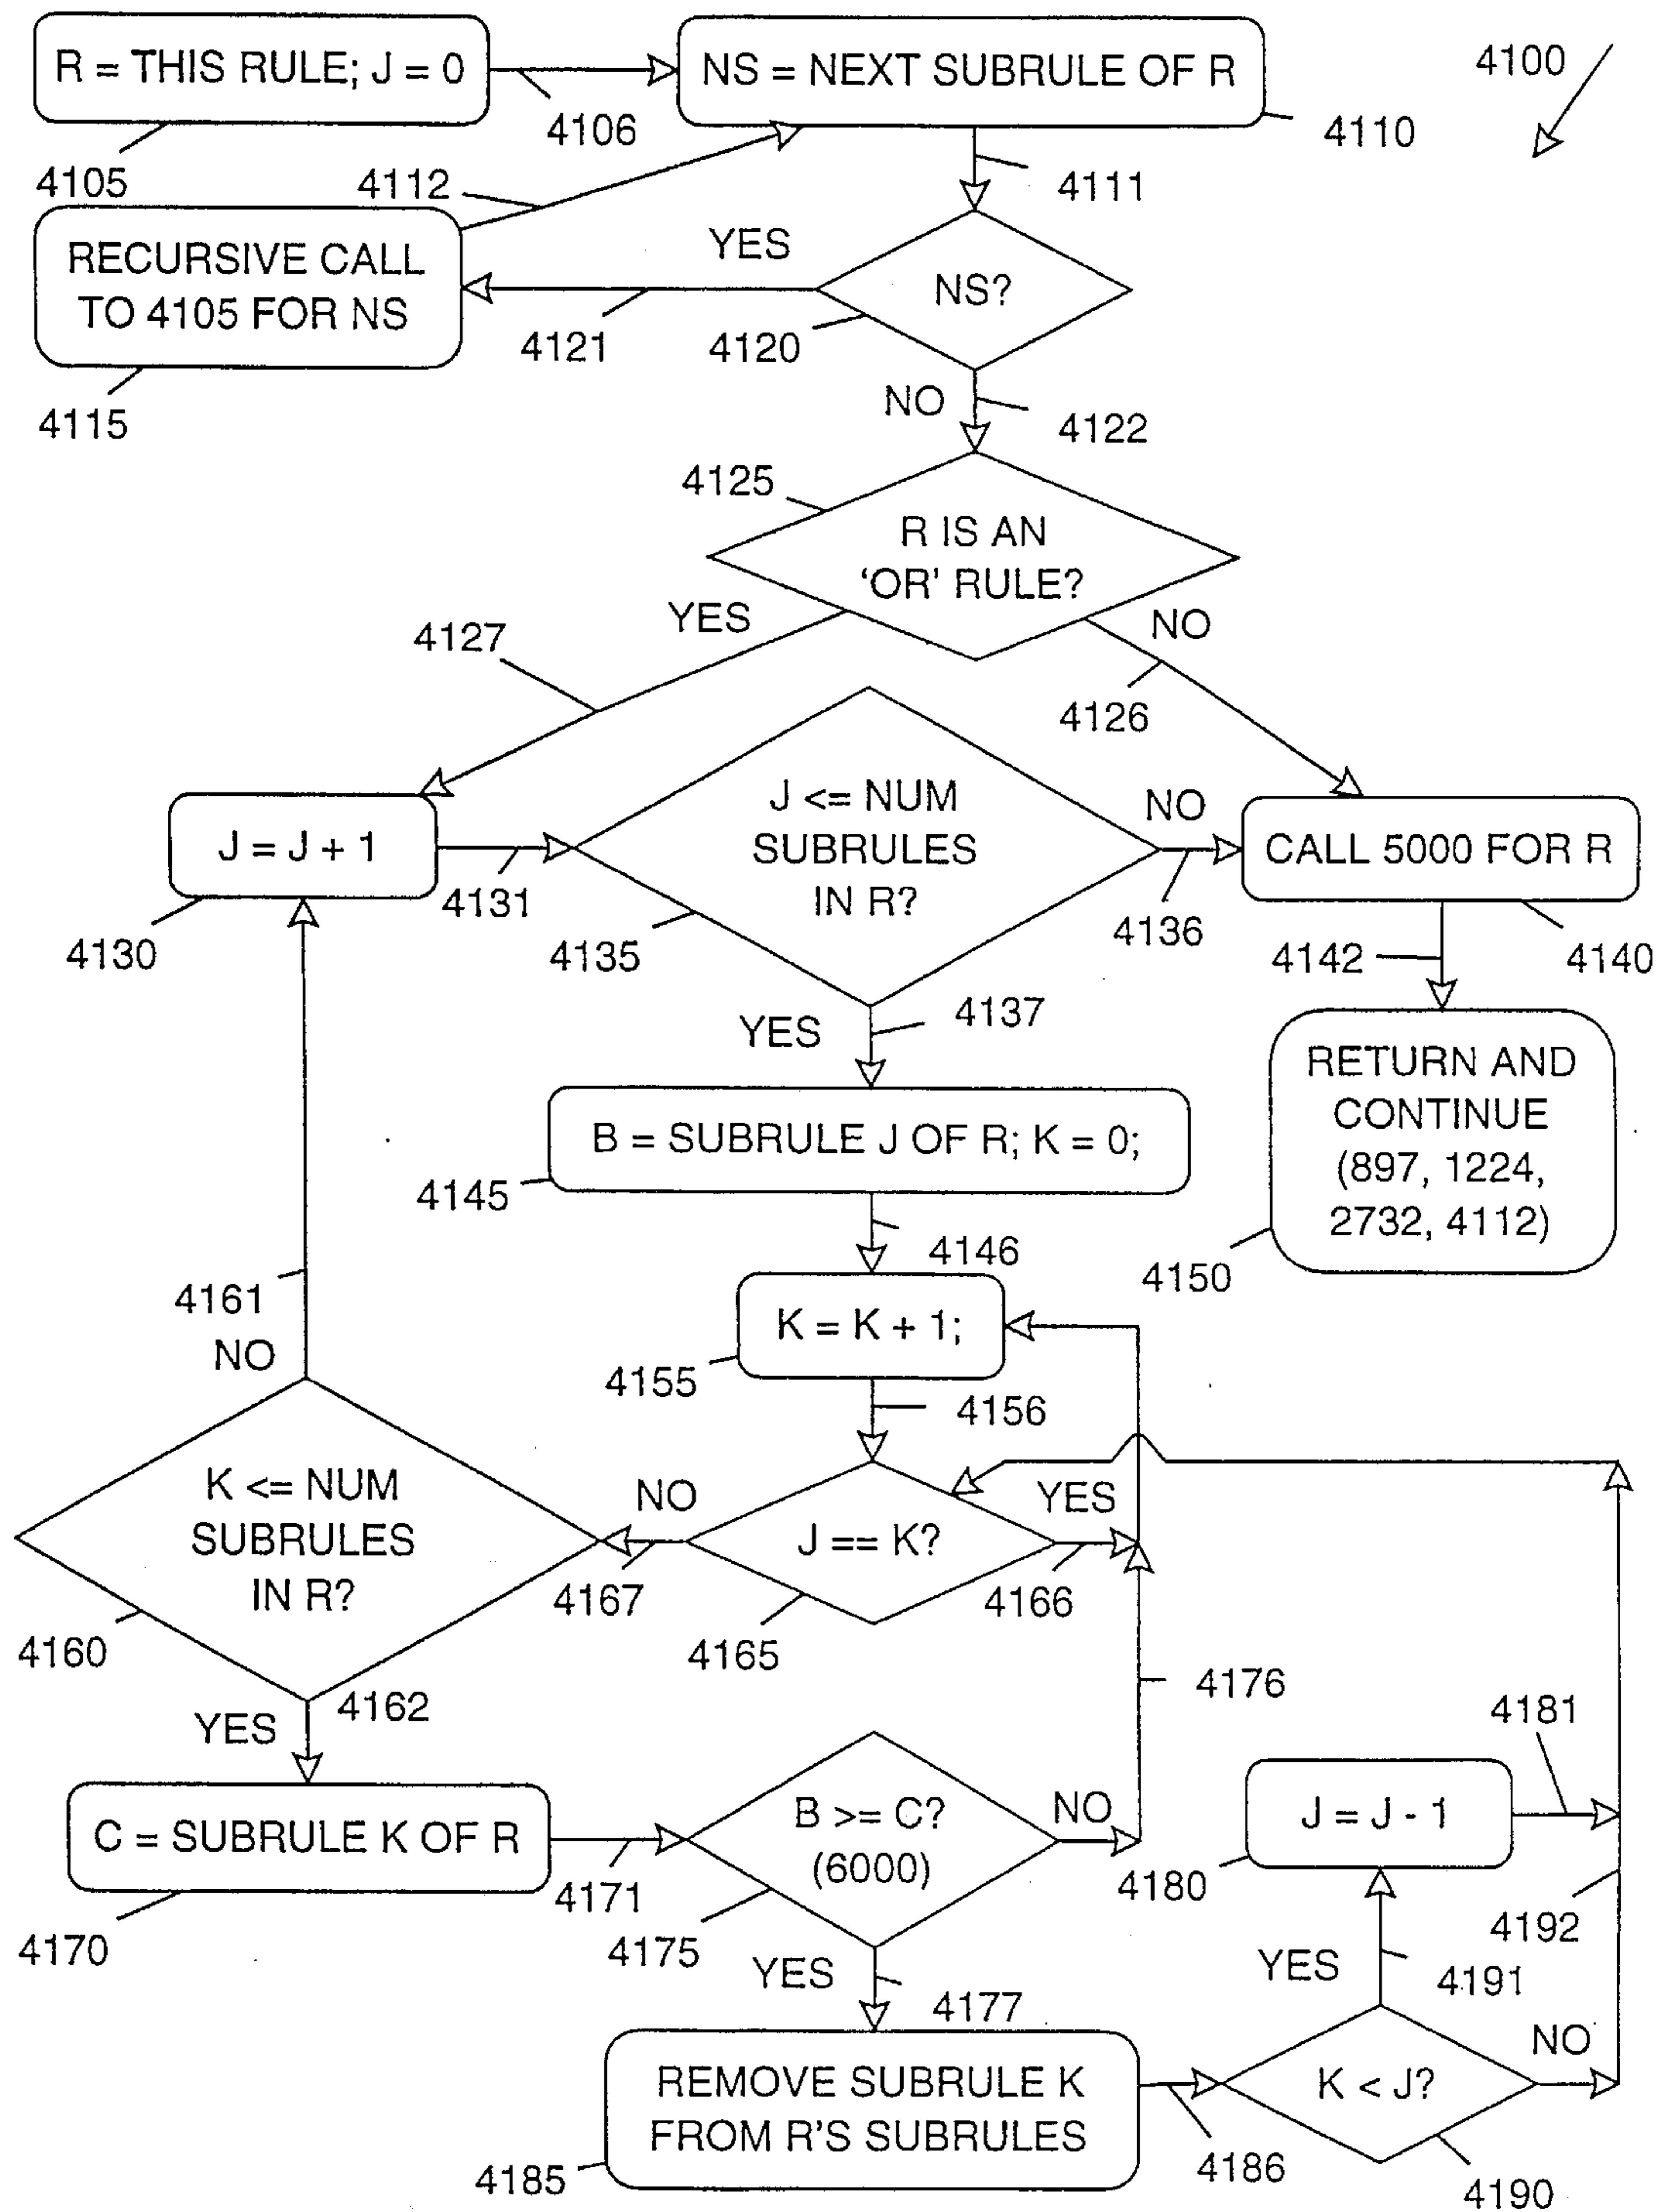 R = THIS RULE; J = 0
NS = NEXT SUBRULE OF R
4100
4106
4110
4105
4112
4111
RECURSIVE CALL
TO 4105 FOR NS
YES
NS?
4121
4120
4115
NO
4122
4125
R IS AN
‘OR’ RULE?
YES
NO
4127
4126
J = J + 1
J <= NUM
SUBRULES
IN R?
NO
CALL 5000 FOR R
4131
4136
4130
4135
4142
4140
YES
4137
RETURN AND
CONTINUE
(897, 1224,
2732, 4112)
B = SUBRULE J OF R; K = 0;
4145
4146
4150
4161
NO
K = K + 1;
4155
4156
K <= NUM
SUBRULES
IN R?
NO
J == K?
YES
4167
4166
4160
4165
4162
YES
4176
4181
C = SUBRULE K OF R
B >= C?
(6000)
NO
J = J - 1
4171
4180
4170
4175
4192
YES
4177
YES
4191
NO
REMOVE SUBRULE K
FROM R'S SUBRULES
K < J?
4185
4186
4190